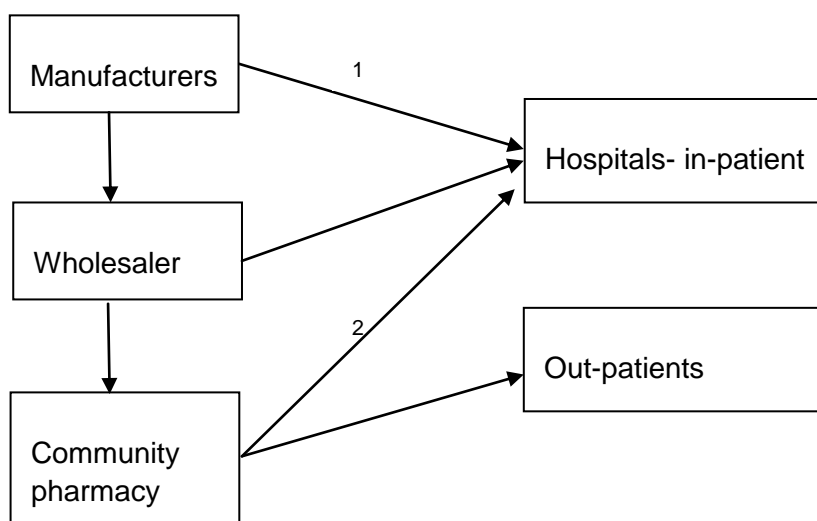 Manufacturers
1
Hospitals- in-patient
Wholesaler
2
Out-patients
Community
pharmacy